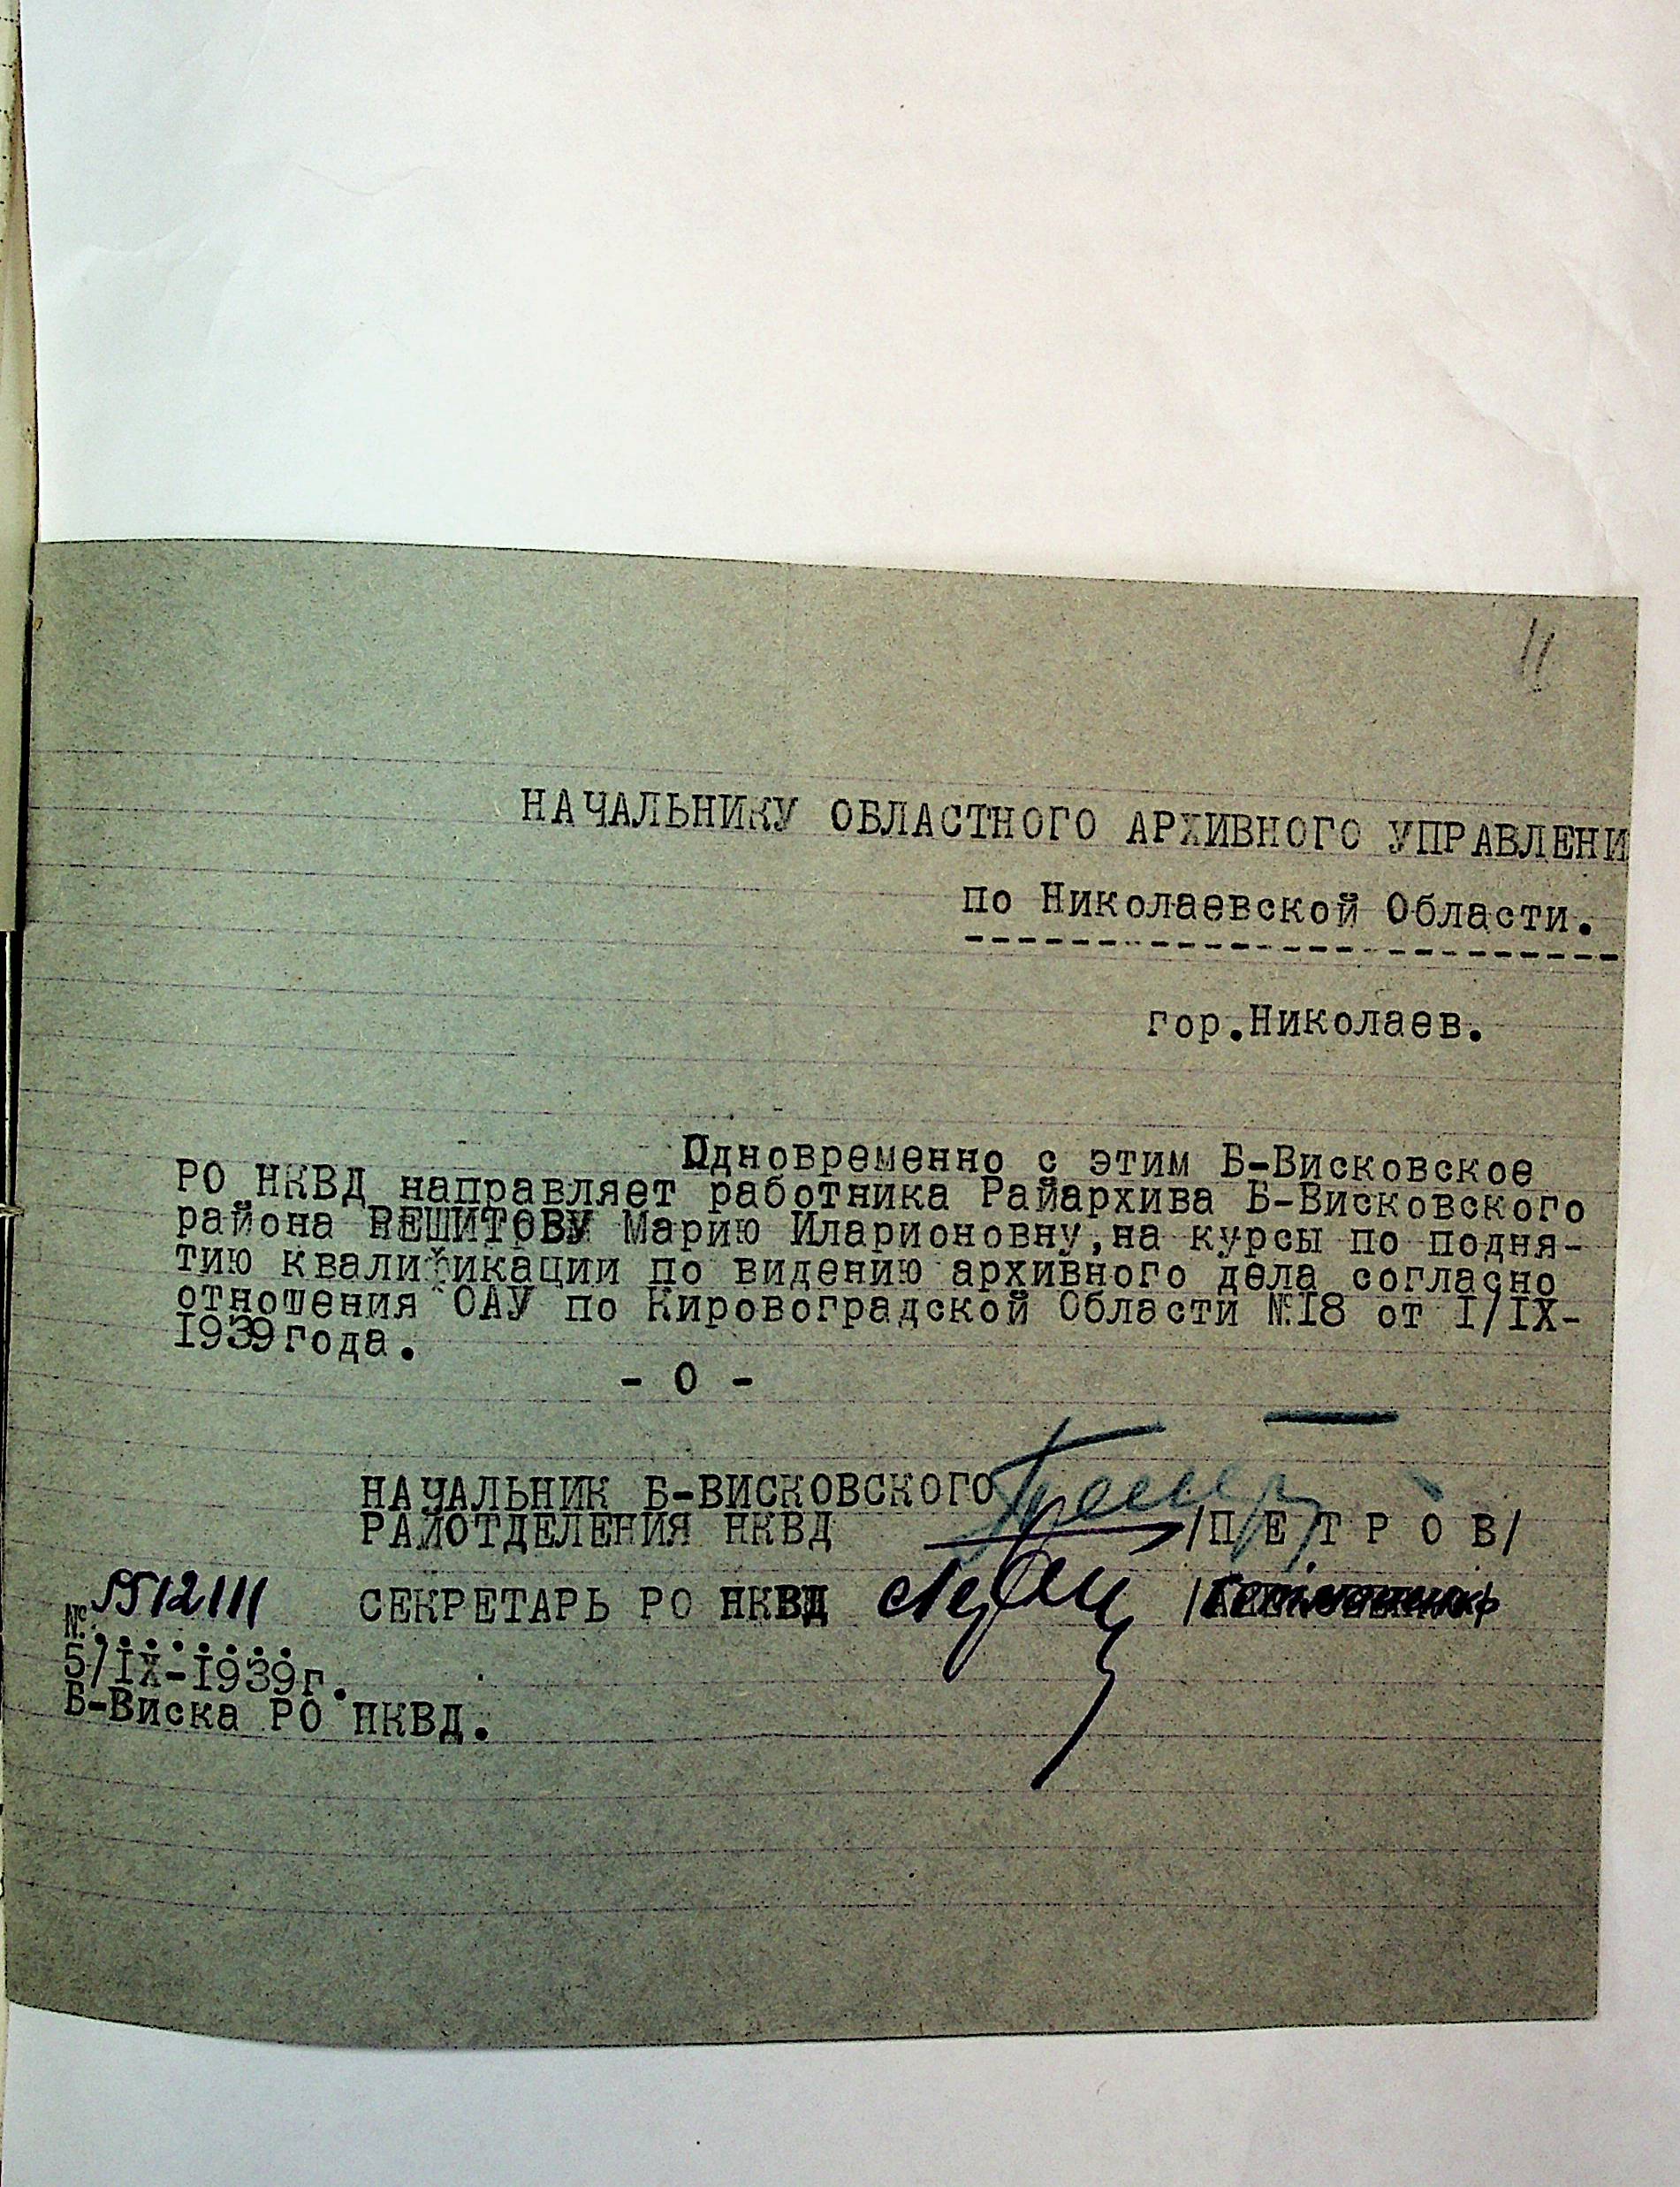 11
НАЧАЛЬНИКУ ОБЛАСТНОГО АРХИВНОГО УПРАВЛЕНИ
по Николаевской Области.
гор.Николаев.
Одновременно с этим Б-Висковское
РО НКВД направляет работника Райархива Б-Висковского
района РЕШИТОВУ Марию Иларионовну,на курсы по подня-
тию квалификации по видению архивного дела согласно
отношения ОАУ по Кировоградской Области №18 от I/IX-
1939года.
- 0 -
НАЧАЛЬНИК Б-ВИСКОВСКОГО
РАЙОТДЕЛЕНИЯ НКВД /П Е Т Р О В/
СЕКРЕТАРЬ РО НКВД
№
5/IX-1939г.
Б-Виска РО НКВД.